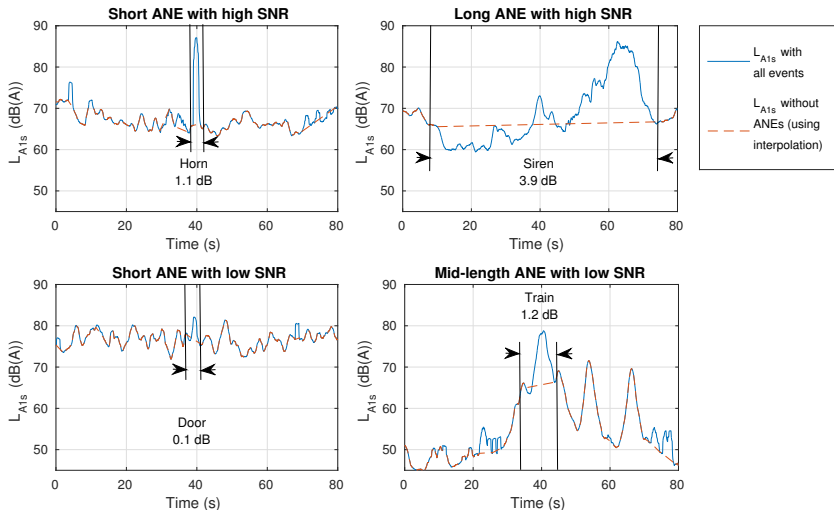 Short ANE with high SNR
90
80
70
60
50
L_A1s (dB(A))
0
20
40
60
80
Time (s)
Horn
1.1 dB
Long ANE with high SNR
90
80
70
60
50
L_A1s (dB(A))
0
20
40
60
80
Time (s)
Siren
3.9 dB
L_A1s with
all events
L_A1s without
ANEs (using
interpolation)
Short ANE with low SNR
90
80
70
60
50
L_A1s (dB(A))
0
20
40
60
80
Time (s)
Door
0.1 dB
Mid-length ANE with low SNR
90
80
70
60
50
L_A1s (dB(A))
0
20
40
60
80
Time (s)
Train
1.2 dB